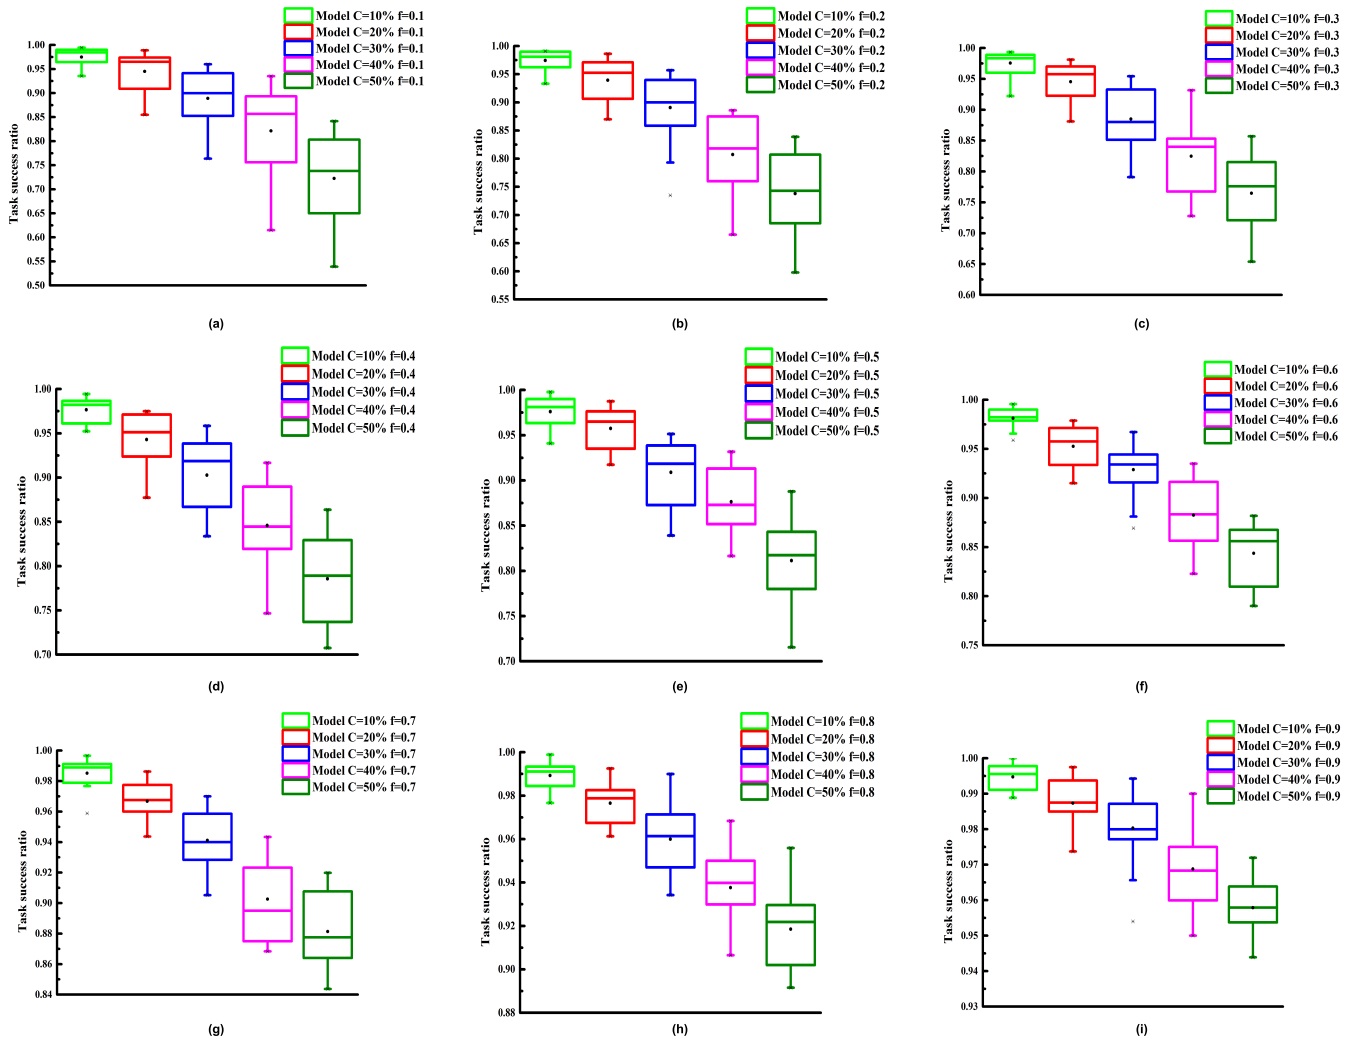 Model C=10% f=0.1
Model C=20% f=0.1
Model C=30% f=0.1
Model C=40% f=0.1
Model C=50% f=0.1
1.00
0.95
0.90
0.85
0.80
0.75
0.70
0.65
0.60
0.55
0.50
Task success ratio
(a)
Model C=10% f=0.2
Model C=20% f=0.2
Model C=30% f=0.2
Model C=40% f=0.2
Model C=50% f=0.2
1.00
0.95
0.90
0.85
0.80
0.75
0.70
0.65
0.60
0.55
Task success ratio
(b)
Model C=10% f=0.3
Model C=20% f=0.3
Model C=30% f=0.3
Model C=40% f=0.3
Model C=50% f=0.3
1.00
0.95
0.90
0.85
0.80
0.75
0.70
0.65
0.60
Task success ratio
(c)
Model C=10% f=0.4
Model C=20% f=0.4
Model C=30% f=0.4
Model C=40% f=0.4
Model C=50% f=0.4
1.00
0.95
0.90
0.85
0.80
0.75
0.70
Task success ratio
(d)
Model C=10% f=0.5
Model C=20% f=0.5
Model C=30% f=0.5
Model C=40% f=0.5
Model C=50% f=0.5
1.00
0.95
0.90
0.85
0.80
0.75
0.70
Task success ratio
(e)
Model C=10% f=0.6
Model C=20% f=0.6
Model C=30% f=0.6
Model C=40% f=0.6
Model C=50% f=0.6
1.00
0.95
0.90
0.85
0.80
0.75
Task success ratio
(f)
Model C=10% f=0.7
Model C=20% f=0.7
Model C=30% f=0.7
Model C=40% f=0.7
Model C=50% f=0.7
1.00
0.98
0.96
0.94
0.92
0.90
0.88
0.86
0.84
Task success ratio
(g)
Model C=10% f=0.8
Model C=20% f=0.8
Model C=30% f=0.8
Model C=40% f=0.8
Model C=50% f=0.8
1.00
0.98
0.96
0.94
0.92
0.90
0.88
Task success ratio
(h)
Model C=10% f=0.9
Model C=20% f=0.9
Model C=30% f=0.9
Model C=40% f=0.9
Model C=50% f=0.9
1.00
0.99
0.98
0.97
0.96
0.95
0.94
0.93
Task success ratio
(i)